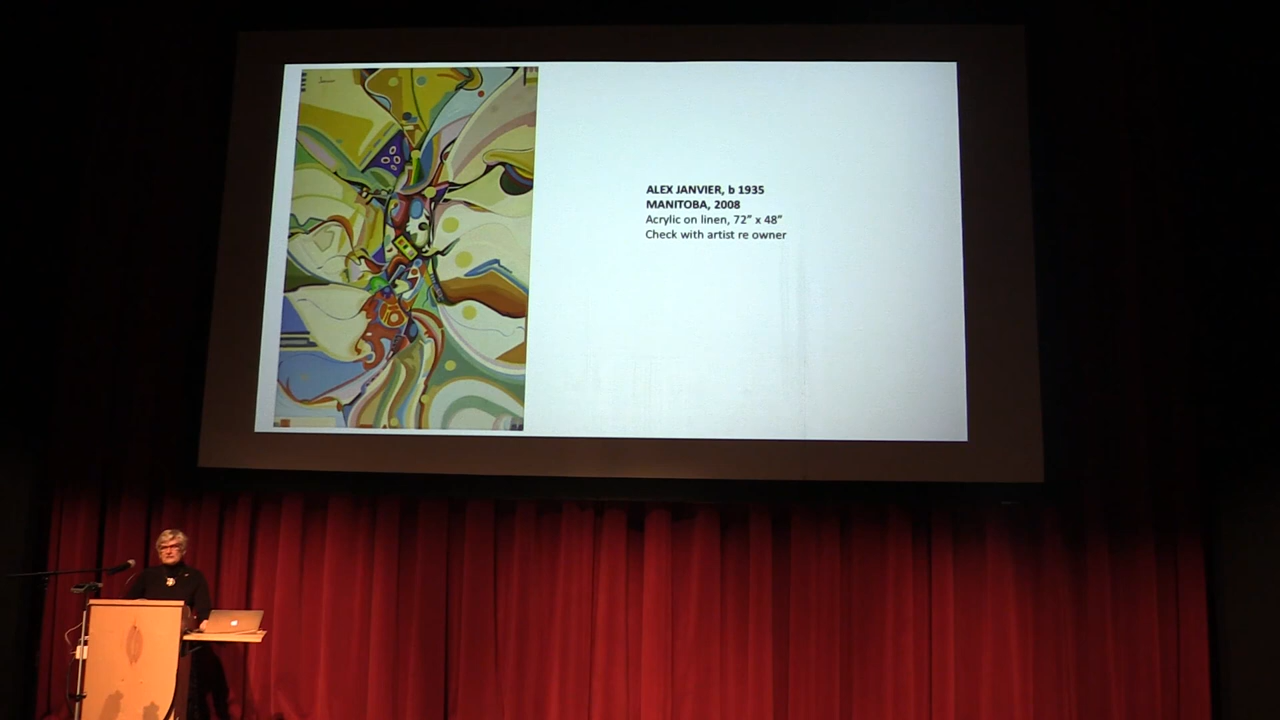 ALEX JANVIER, b 1935
MANITOBA, 2008
Acrylic on linen, 72” x 48”
Check with artist re owner